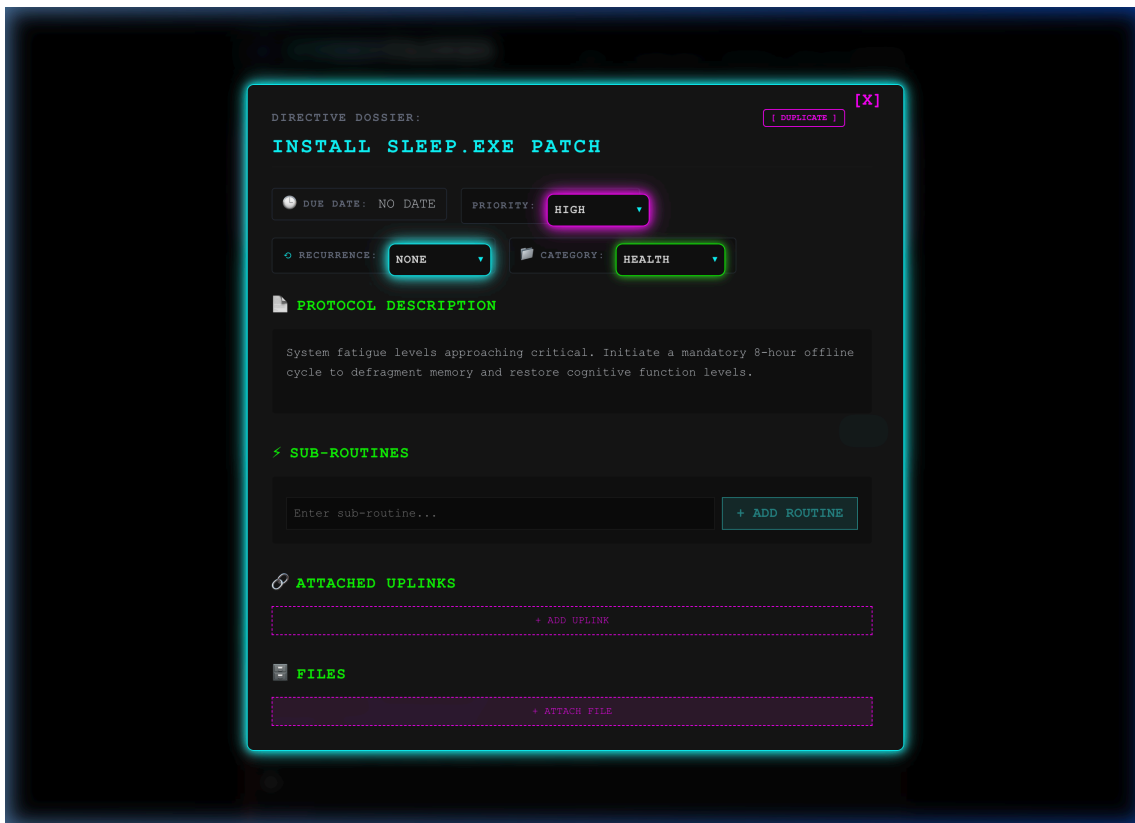 [X]
DIRECTIVE DOSSIER:
[ DUPLICATE ]
INSTALL SLEEP.EXE PATCH
DUE DATE: NO DATE
PRIORITY: HIGH
RECURRENCE: NONE
CATEGORY: HEALTH
PROTOCOL DESCRIPTION
System fatigue levels approaching critical. Initiate a mandatory 8-hour offline
cycle to defragment memory and restore cognitive function levels.
SUB-ROUTINES
Enter sub-routine...
+ ADD ROUTINE
ATTACHED UPLINKS
+ ADD UPLINK
FILES
+ ATTACH FILE